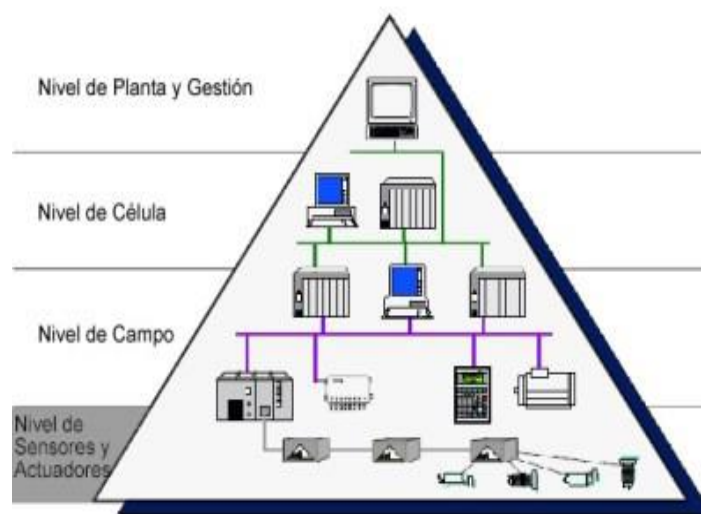 Nivel de Planta y Gestión
Nivel de Célula
Nivel de Campo
Nivel de
Sensores y
Actuadores